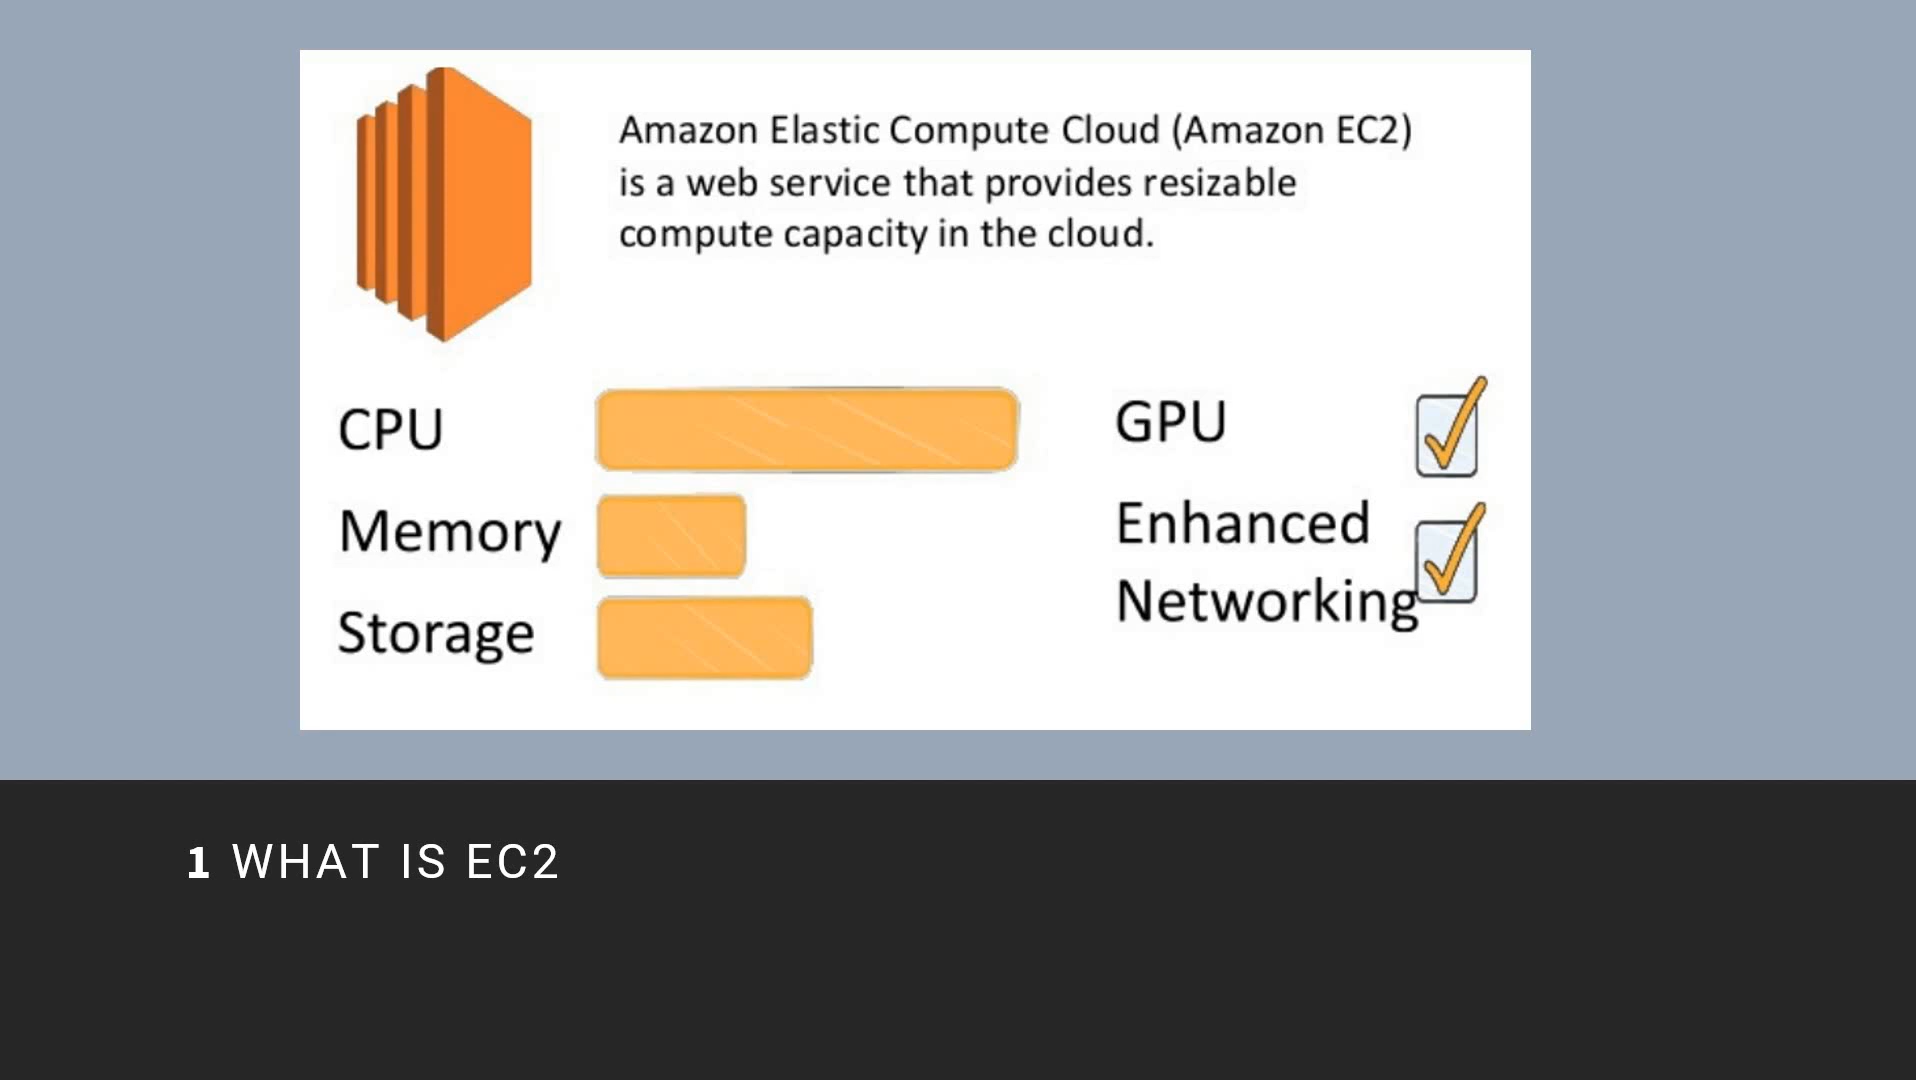 Amazon Elastic Compute Cloud (Amazon EC2)
is a web service that provides resizable
compute capacity in the cloud.
CPU
Memory
Storage
GPU
Enhanced
Networking
1 WHAT IS EC2